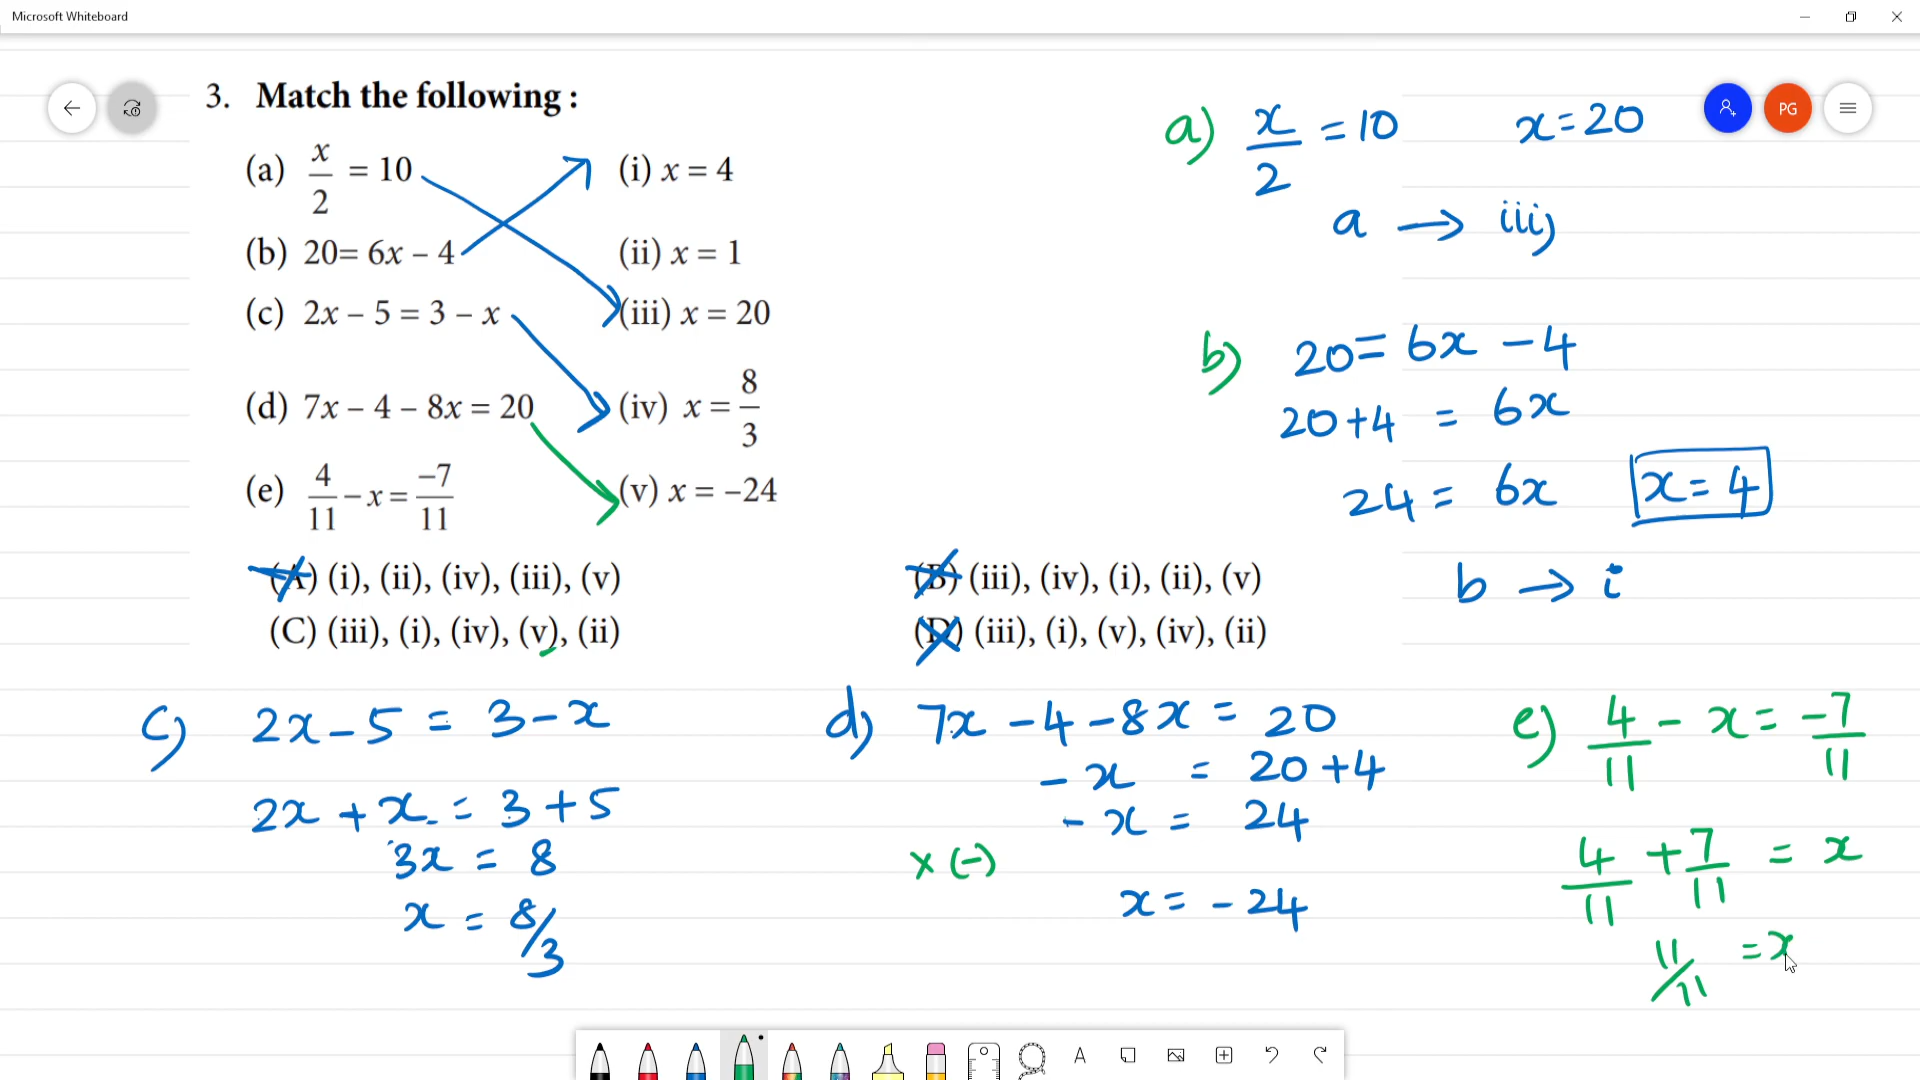 Microsoft Whiteboard
3. Match the following :
(a) x/2 = 10 (i) x = 4
(b) 20= 6x – 4 (ii) x = 1
(c) 2x – 5 = 3 – x (iii) x = 20
(d) 7x – 4 – 8x = 20 (iv) x = 8/3
(e) 4/11 – x = –7/11 (v) x = –24
(A) (i), (ii), (iv), (iii), (v) (B) (iii), (iv), (i), (ii), (v)
(C) (iii), (i), (iv), (v), (ii) (D) (iii), (i), (v), (iv), (ii)
a) x/2 = 10 x = 20
a → iii)
b) 20 = 6x – 4
20+4 = 6x
24 = 6x x = 4
b → i
c) 2x – 5 = 3 – x
2x + x = 3 + 5
3x = 8
x = 8/3
d) 7x – 4 – 8x = 20
– x = 20 + 4
– x = 24
× (–)
x = – 24
e) 4/11 – x = –7/11
4/11 + 7/11 = x
11/11 = x
PG
A